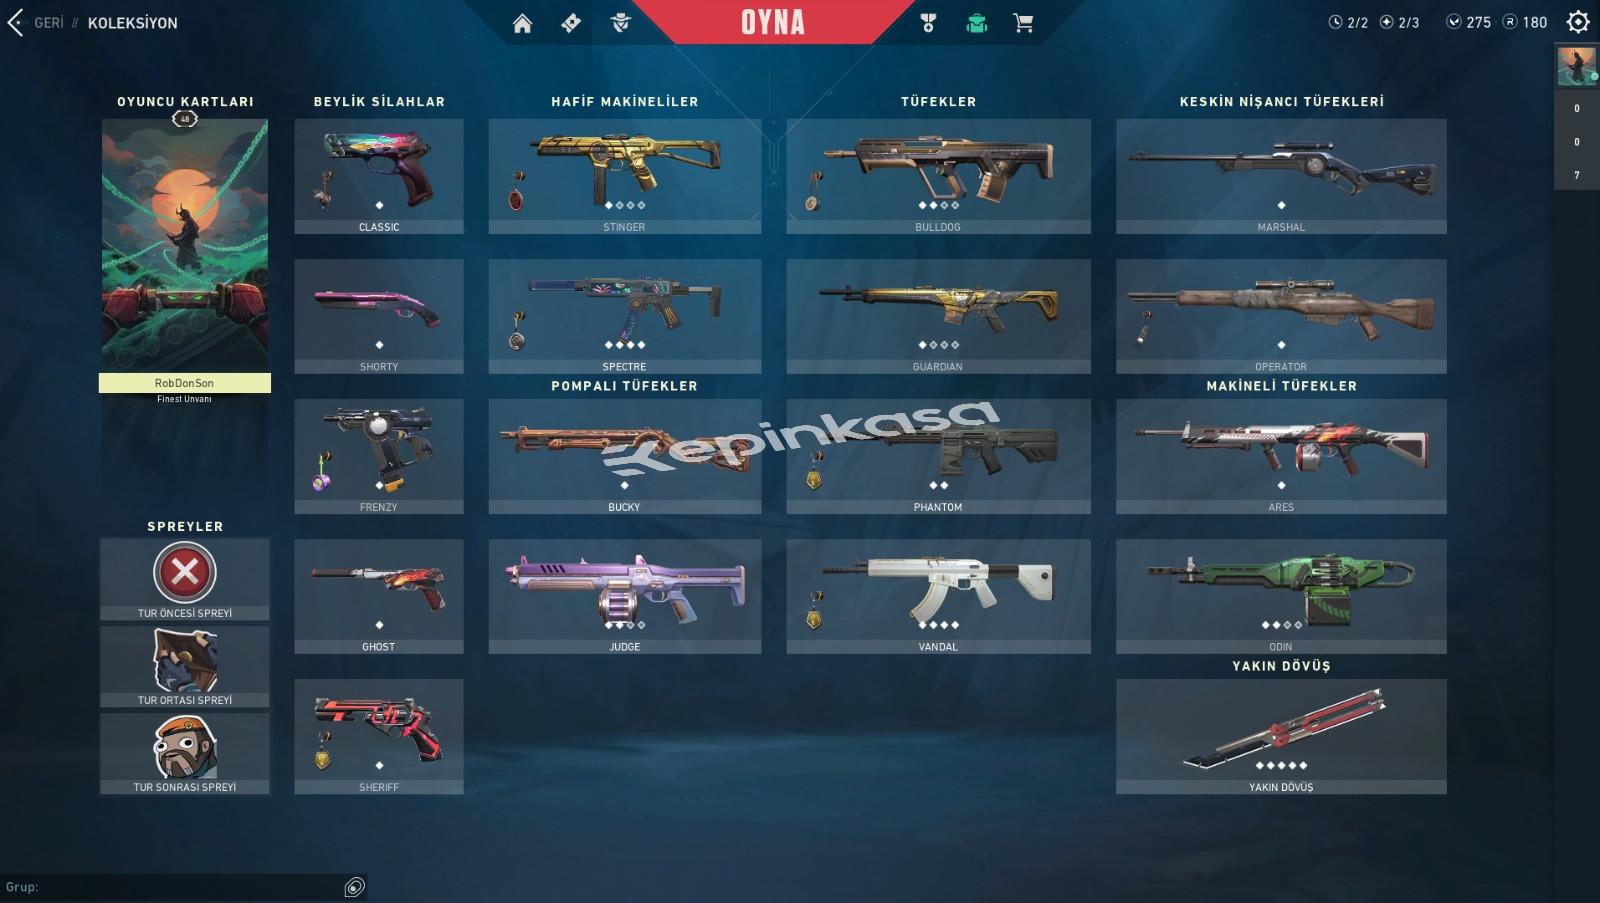 GERİ // KOLEKSİYON
OYNA
2/2
2/3
275
180
OYUNCU KARTLARI
BEYLİK SİLAHLAR
HAFİF MAKİNELİLER
TÜFEKLER
KESKİN NİŞANCI TÜFEKLERİ
48
0
0
7
CLASSIC
STINGER
BULLDOG
MARSHAL
SHORTY
SPECTRE
GUARDIAN
OPERATOR
RobDonSon
Finest Unvanı
POMPALI TÜFEKLER
MAKİNELİ TÜFEKLER
epinkasa
FRENZY
BUCKY
PHANTOM
ARES
SPREYLER
TUR ÖNCESİ SPREYİ
GHOST
JUDGE
VANDAL
ODIN
YAKIN DÖVÜŞ
TUR ORTASI SPREYİ
TUR SONRASI SPREYİ
SHERIFF
YAKIN DÖVÜŞ
Grup: